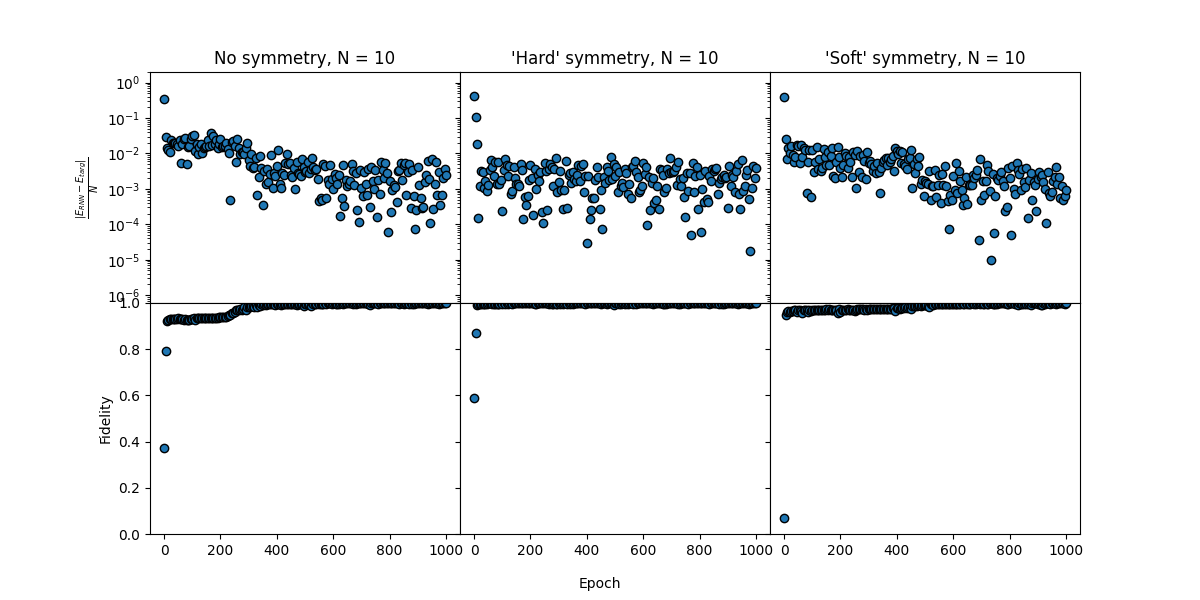 No symmetry, N = 10 'Hard' symmetry, N = 10 'Soft' symmetry, N = 10
10^0
10^-1
10^-2
10^-3
10^-4
10^-5
10^-6
|E_RNN − E_targ|
N
1.0
0.8
0.6
0.4
0.2
0.0
Fidelity
0 200 400 600 800 1000 0 200 400 600 800 1000 0 200 400 600 800 1000
Epoch